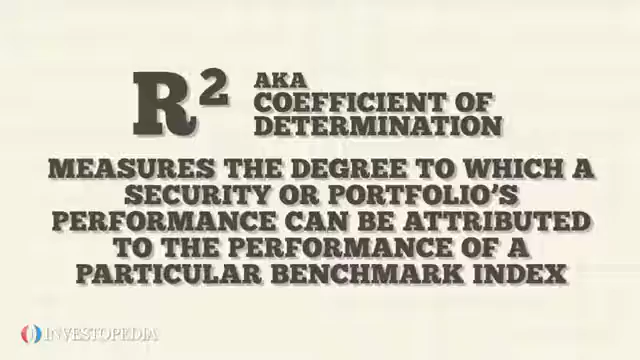 R² AKA
COEFFICIENT OF
DETERMINATION
MEASURES THE DEGREE TO WHICH A
SECURITY OR PORTFOLIO'S
PERFORMANCE CAN BE ATTRIBUTED
TO THE PERFORMANCE OF A
PARTICULAR BENCHMARK INDEX
INVESTOPEDIA